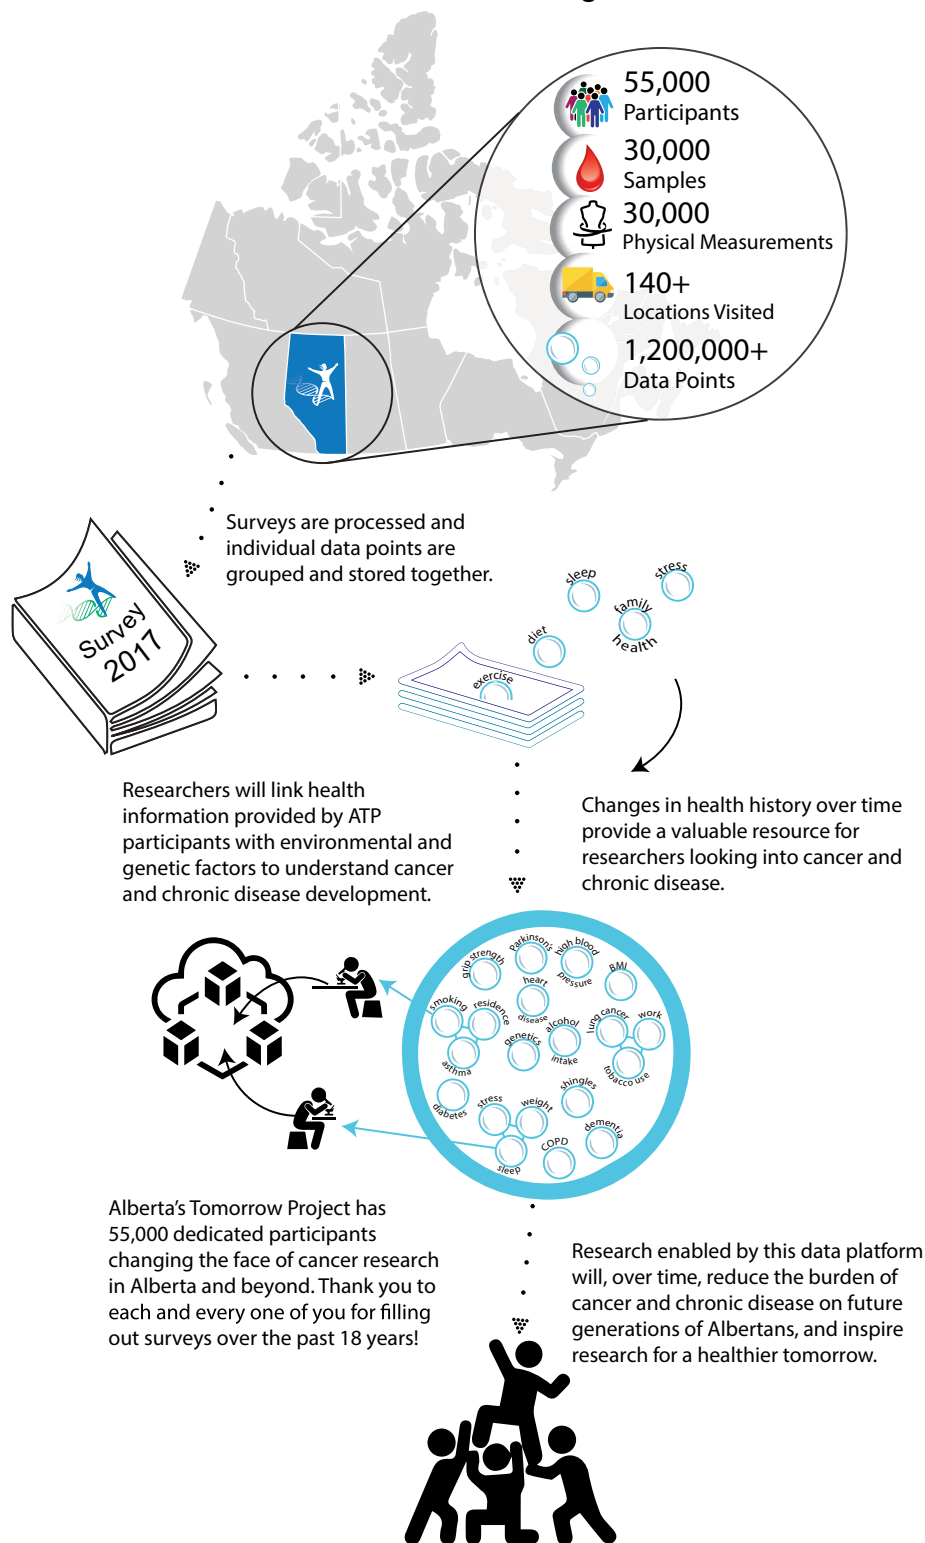 55,000
Participants
30,000
Samples
30,000
Physical Measurements
140+
Locations Visited
1,200,000+
Data Points
Surveys are processed and
individual data points are
grouped and stored together.
Survey
2017
sleep
stress
family
health
diet
exercise
Researchers will link health
information provided by ATP
participants with environmental and
genetic factors to understand cancer
and chronic disease development.
Changes in health history over time
provide a valuable resource for
researchers looking into cancer and
chronic disease.
grip strength
Parkinson's
high blood
pressure
BMI
heart
disease
smoking
residence
asthma
genetics
alcohol
intake
lung cancer
work
tobacco use
diabetes
stress
weight
sleep
shingles
COPD
dementia
Alberta's Tomorrow Project has
55,000 dedicated participants
changing the face of cancer research
in Alberta and beyond. Thank you to
each and every one of you for filling
out surveys over the past 18 years!
Research enabled by this data platform
will, over time, reduce the burden of
cancer and chronic disease on future
generations of Albertans, and inspire
research for a healthier tomorrow.